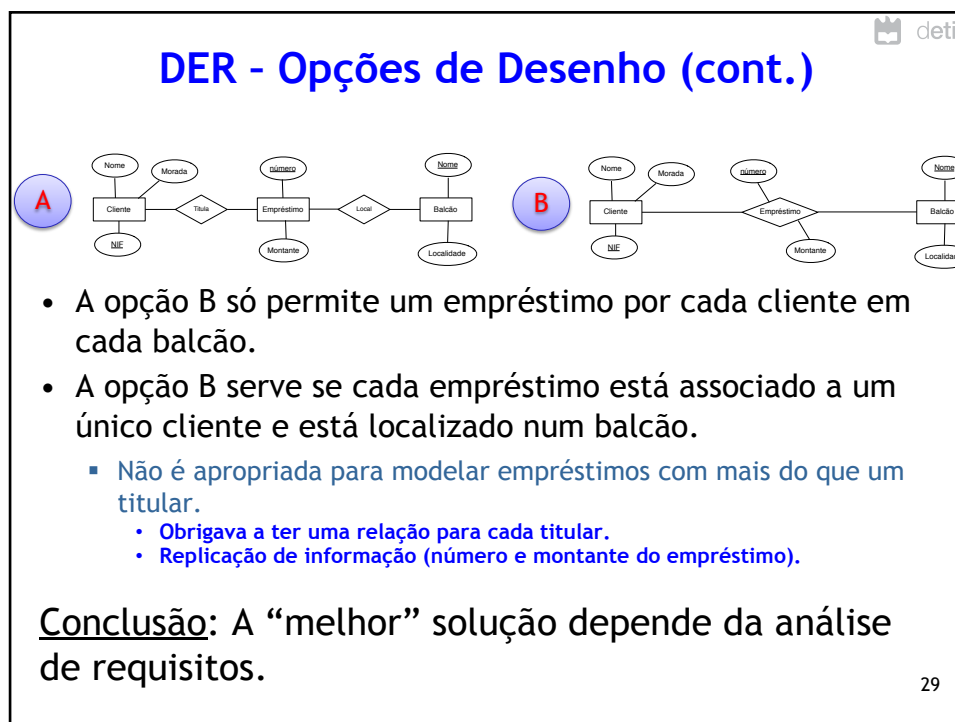 deti
DER – Opções de Desenho (cont.)
A
Nome
Morada
número
Nome
Cliente
Titula
Empréstimo
Local
Balcão
NIF
Montante
Localidade
B
Nome
Morada
número
Nome
Cliente
Empréstimo
Balcão
NIF
Montante
Localidad
• A opção B só permite um empréstimo por cada cliente em
cada balcão.
• A opção B serve se cada empréstimo está associado a um
único cliente e está localizado num balcão.
▪ Não é apropriada para modelar empréstimos com mais do que um
titular.
• Obrigava a ter uma relação para cada titular.
• Replicação de informação (número e montante do empréstimo).
Conclusão: A “melhor” solução depende da análise
de requisitos.
29